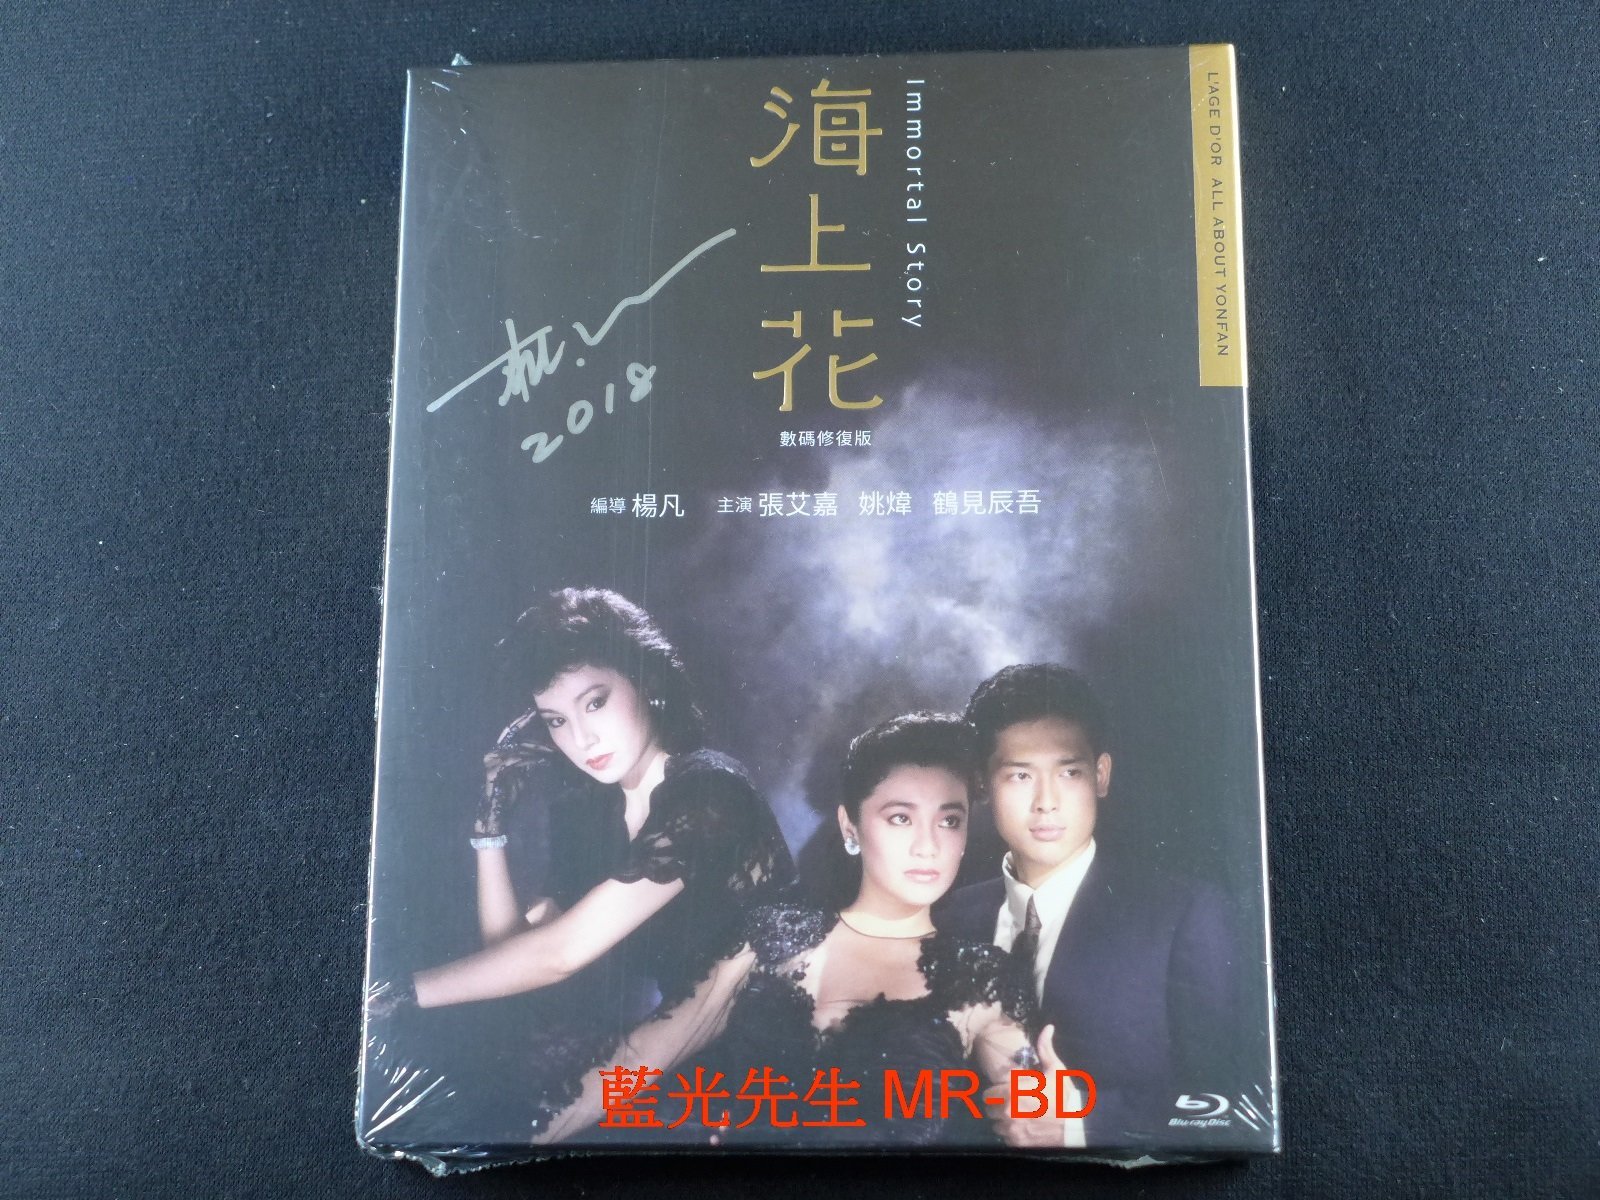 海上花
Immortal Story
L'AGE D'OR ALL ABOUT YONFAN
2018
數碼修復版
編導 楊凡 主演 張艾嘉 姚煒 鶴見辰吾
藍光先生 MR-BD
Blu-ray Disc